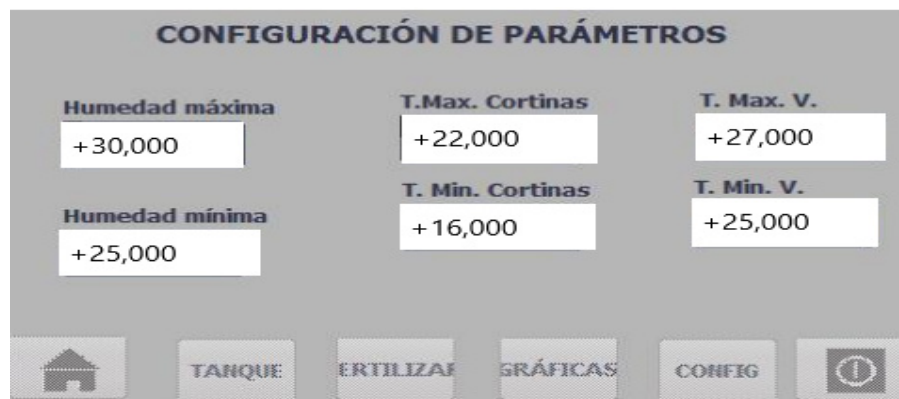 CONFIGURACIÓN DE PARÁMETROS
Humedad máxima
+30,000
T.Max. Cortinas
+22,000
T. Max. V.
+27,000
Humedad mínima
+25,000
T. Min. Cortinas
+16,000
T. Min. V.
+25,000
TANQUE ERTILIZAR GRÁFICAS CONFIG